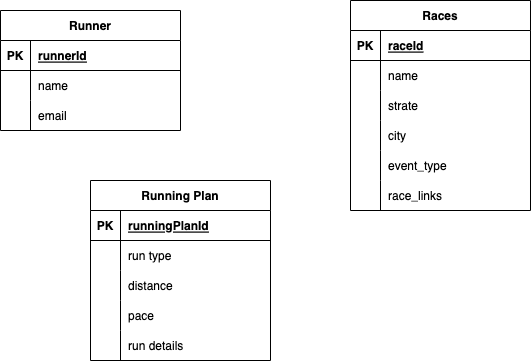 Runner
PK runnerId
name
email
Races
PK raceId
name
strate
city
event_type
race_links
Running Plan
PK runningPlanId
run type
distance
pace
run details